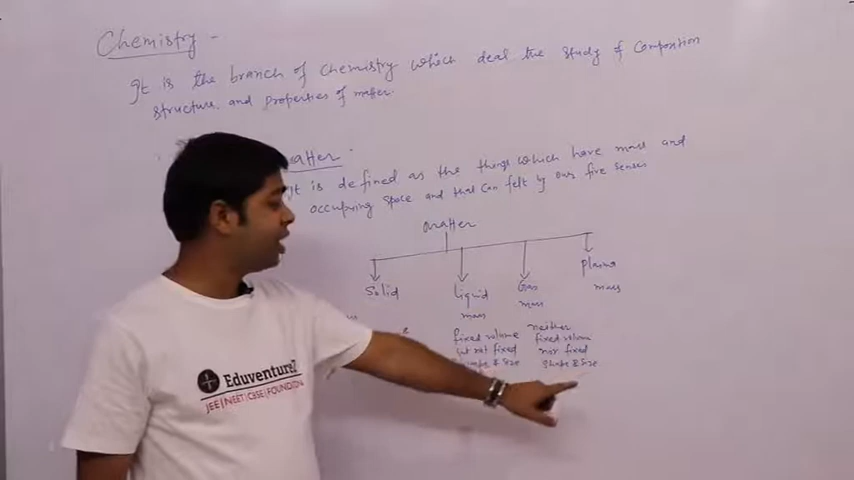 Chemistry -
It is the branch of Chemistry which deal the study of Composition
structure and properties of matter.
matter
It is defined as the things which have mass and
occupying space and that can felt by our five senses
matter
Solid Liquid Gas Plasma
mass mass mass
fixed volume neither
but not fixed fixed volum
shape & size nor fixed
shape & size
EDUVENTUREZ
JEE|NEET|CBSE|FOUNDATION